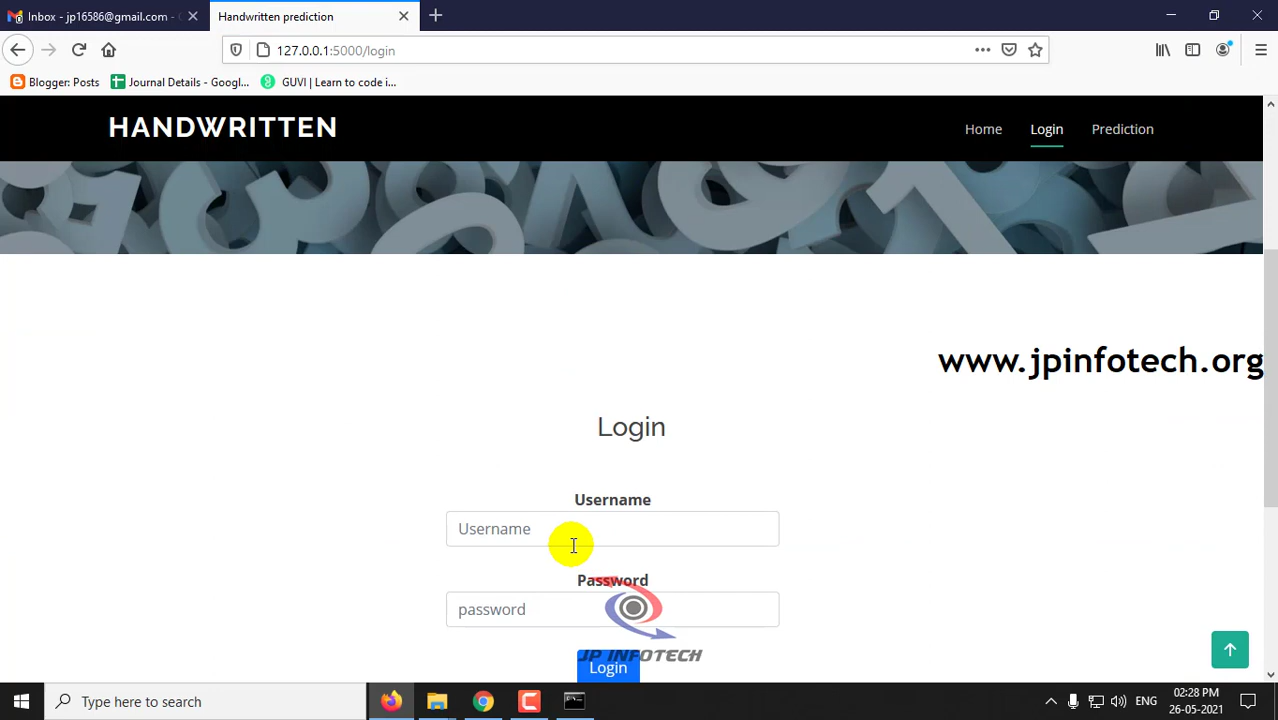 Inbox - jp16586@gmail.com - 
Handwritten prediction
127.0.0.1:5000/login
Blogger: Posts
Journal Details - Googl...
GUVI | Learn to code i...
HANDWRITTEN
Home
Login
Prediction
www.jpinfotech.org
Login
Username
Username
Password
password
JP INFOTECH
Login
Type here to search
ENG
02:28 PM
26-05-2021